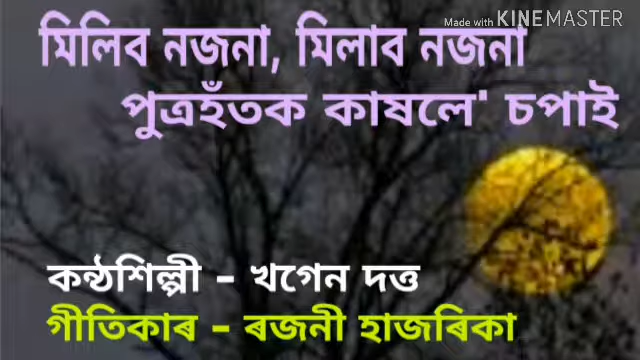 Made with KINEMASTER
মিলিব নজনা, মিলাব নজনা
পুত্ৰহঁতক কাষলে' চপাই
কন্ঠশিল্পী - খগেন দত্ত
গীতিকাৰ - ৰজনী হাজৰিকা